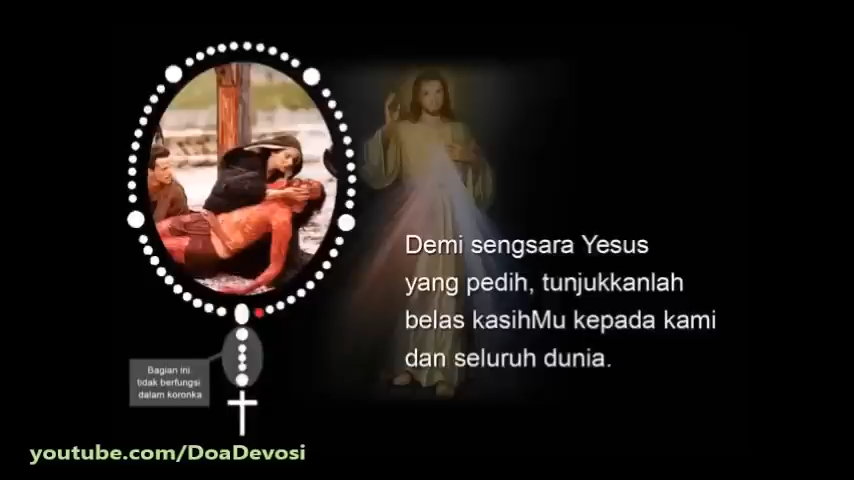 Demi sengsara Yesus
yang pedih, tunjukkanlah
belas kasihMu kepada kami
dan seluruh dunia.
Bagian ini
tidak berfungsi
dalam koronka
youtube.com/DoaDevosi